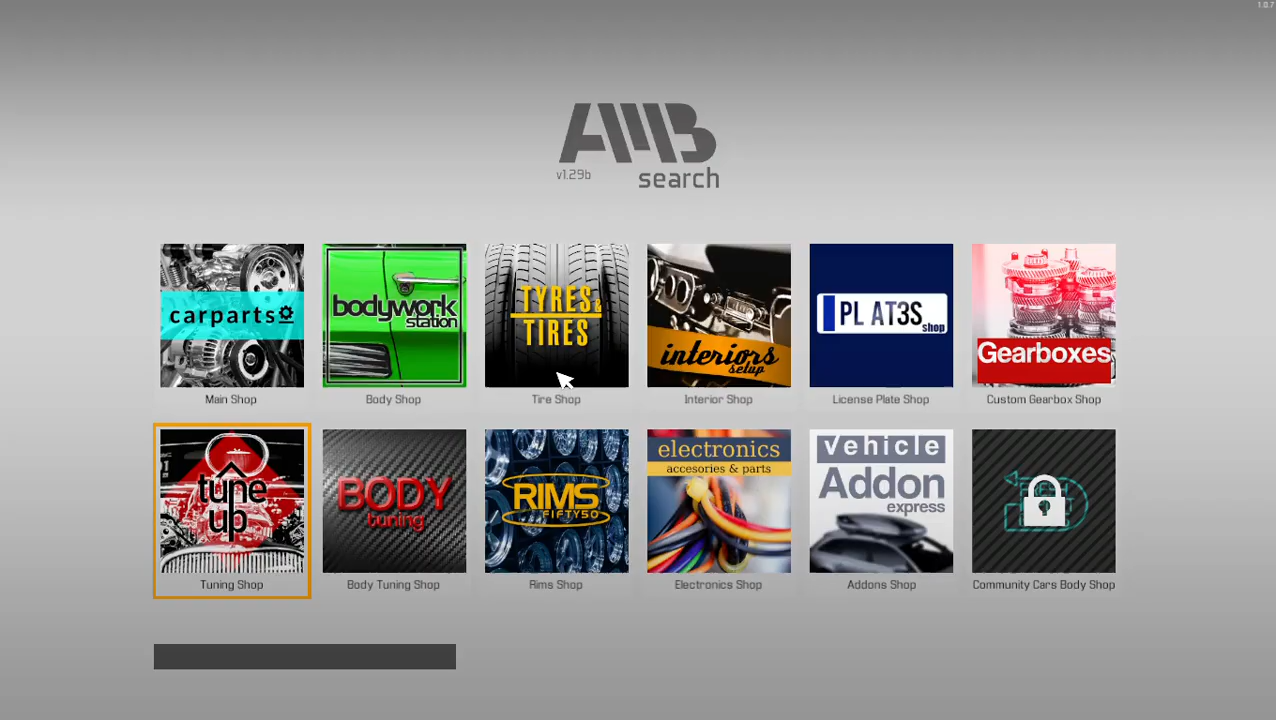 1.0.7
AMB
v1.29b
search
carparts
bodywork
station
TYRES &
TIRES
interiors
setup
PL AT3S
shop
Gearboxes
Main Shop
Body Shop
Tire Shop
Interior Shop
License Plate Shop
Custom Gearbox Shop
tune
up
BODY
tuning
RIMS
FIFTY50
electronics
accesories & parts
vehicle
Addon
express
Tuning Shop
Body Tuning Shop
Rims Shop
Electronics Shop
Addons Shop
Community Cars Body Shop